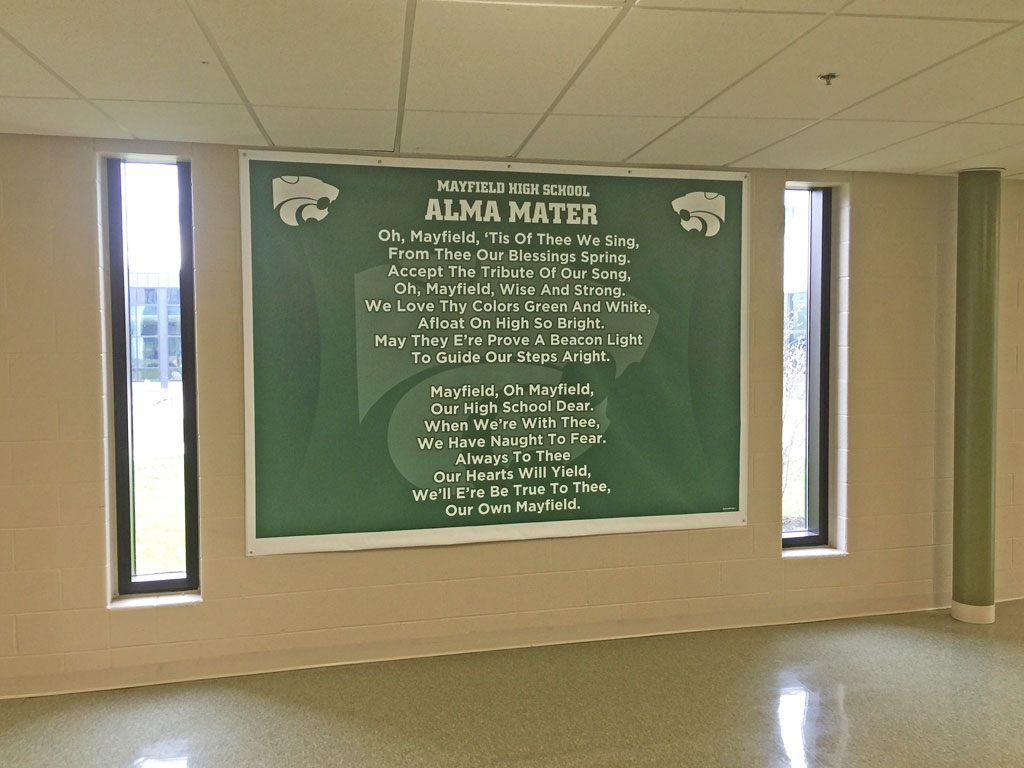 MAYFIELD HIGH SCHOOL
ALMA MATER
Oh, Mayfield, ‘Tis Of Thee We Sing,
From Thee Our Blessings Spring.
Accept The Tribute Of Our Song,
Oh, Mayfield, Wise And Strong.
We Love Thy Colors Green And White,
Afloat On High So Bright.
May They E’re Prove A Beacon Light
To Guide Our Steps Aright.
Mayfield, Oh Mayfield,
Our High School Dear.
When We’re With Thee,
We Have Naught To Fear.
Always To Thee
Our Hearts Will Yield,
We’ll E’re Be True To Thee,
Our Own Mayfield.